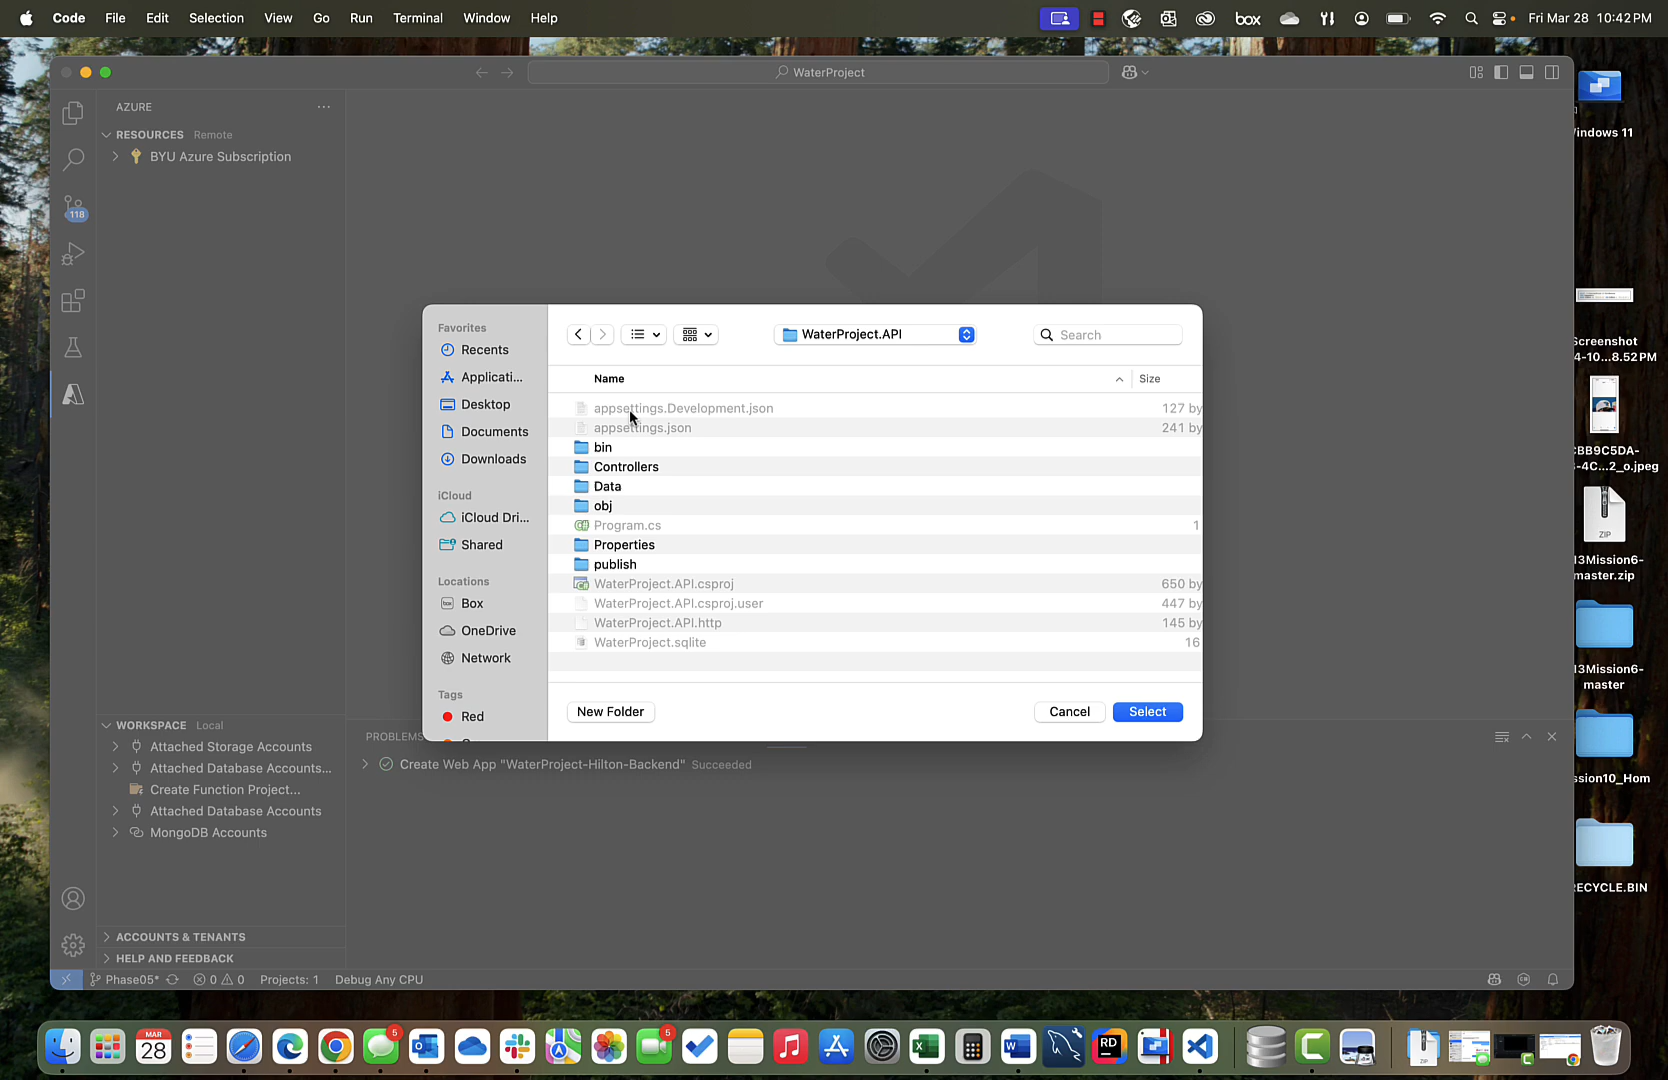 Code File Edit Selection View Go Run Terminal Window Help
box
Fri Mar 28 10:42 PM
WaterProject
AZURE
RESOURCES Remote
BYU Azure Subscription
118
Favorites
Recents
Applicati...
Desktop
Documents
Downloads
iCloud
iCloud Dri...
Shared
Locations
Box
OneDrive
Network
Tags
Red
WaterProject.API
Search
Name
Size
appsettings.Development.json 127 by
appsettings.json 241 by
bin
Controllers
Data
obj
Program.cs 1
Properties
publish
WaterProject.API.csproj 650 by
WaterProject.API.csproj.user 447 by
WaterProject.API.http 145 by
WaterProject.sqlite 16
New Folder
Cancel
Select
PROBLEMS
Create Web App "WaterProject-Hilton-Backend" Succeeded
WORKSPACE Local
Attached Storage Accounts
Attached Database Accounts...
Create Function Project...
Attached Database Accounts
MongoDB Accounts
ACCOUNTS & TENANTS
HELP AND FEEDBACK
Phase05* 0 0 Projects: 1 Debug Any CPU
indows 11
Screenshot
4-10...8.52 PM
CBB9C5DA-
-4C...2_o.jpeg
ZIP
13Mission6-
master.zip
13Mission6-
master
ssion10_Hom
ECYCLE.BIN
MAR
28
5
5
RD
ZIP